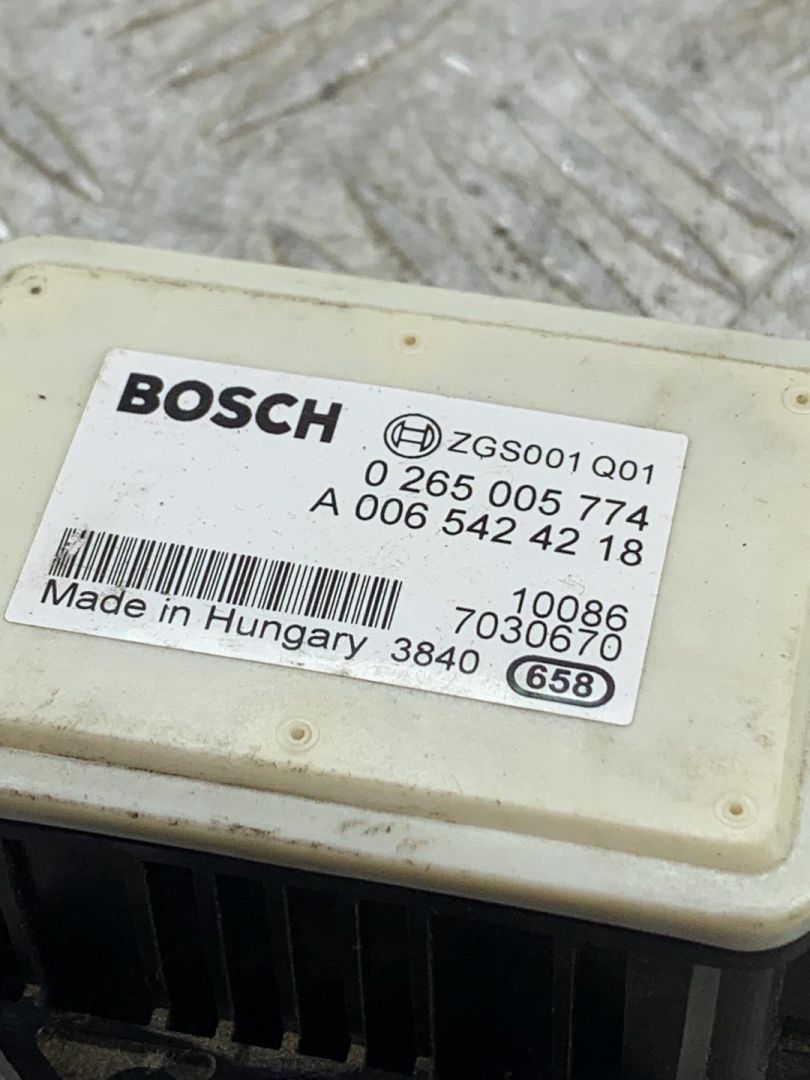 BOSCH
ZGS001 Q01
0 265 005 774
A 006 542 42 18
10086
7030670
Made in Hungary 3840
658